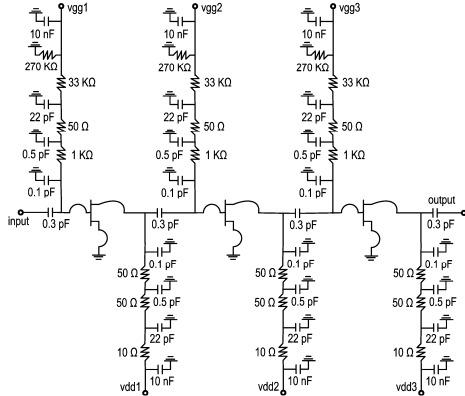 vgg1 vgg2 vgg3
10 nF 10 nF 10 nF
270 KΩ 270 KΩ 270 KΩ
33 KΩ 33 KΩ 33 KΩ
22 pF 22 pF 22 pF
50 Ω 50 Ω 50 Ω
0.5 pF 0.5 pF 0.5 pF
1 KΩ 1 KΩ 1 KΩ
0.1 pF 0.1 pF 0.1 pF
output
input 0.3 pF 0.3 pF 0.3 pF 0.3 pF
0.1 pF 0.1 pF 0.1 pF
50 Ω 50 Ω 50 Ω
50 Ω 0.5 pF 50 Ω 0.5 pF 50 Ω 0.5 pF
22 pF 22 pF 22 pF
10 Ω 10 Ω 10 Ω
10 nF 10 nF 10 nF
vdd1 vdd2 vdd3